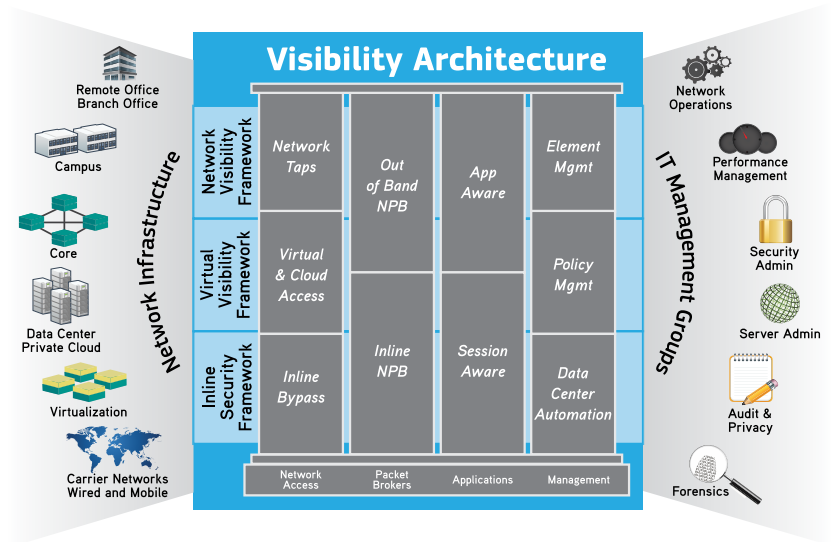 Visibility Architecture
Remote Office
Branch Office
Campus
Core
Data Center
Private Cloud
Virtualization
Carrier Networks
Wired and Mobile
Network Infrastructure
Network
Visibility
Framework
Virtual
Visibility
Framework
Inline
Security
Framework
Network
Taps
Virtual
& Cloud
Access
Inline
Bypass
Out
of Band
NPB
Inline
NPB
App
Aware
Session
Aware
Element
Mgmt
Policy
Mgmt
Data
Center
Automation
Network
Access
Packet
Brokers
Applications
Management
IT Management Groups
Network
Operations
Performance
Management
Security
Admin
Server Admin
Audit &
Privacy
Forensics